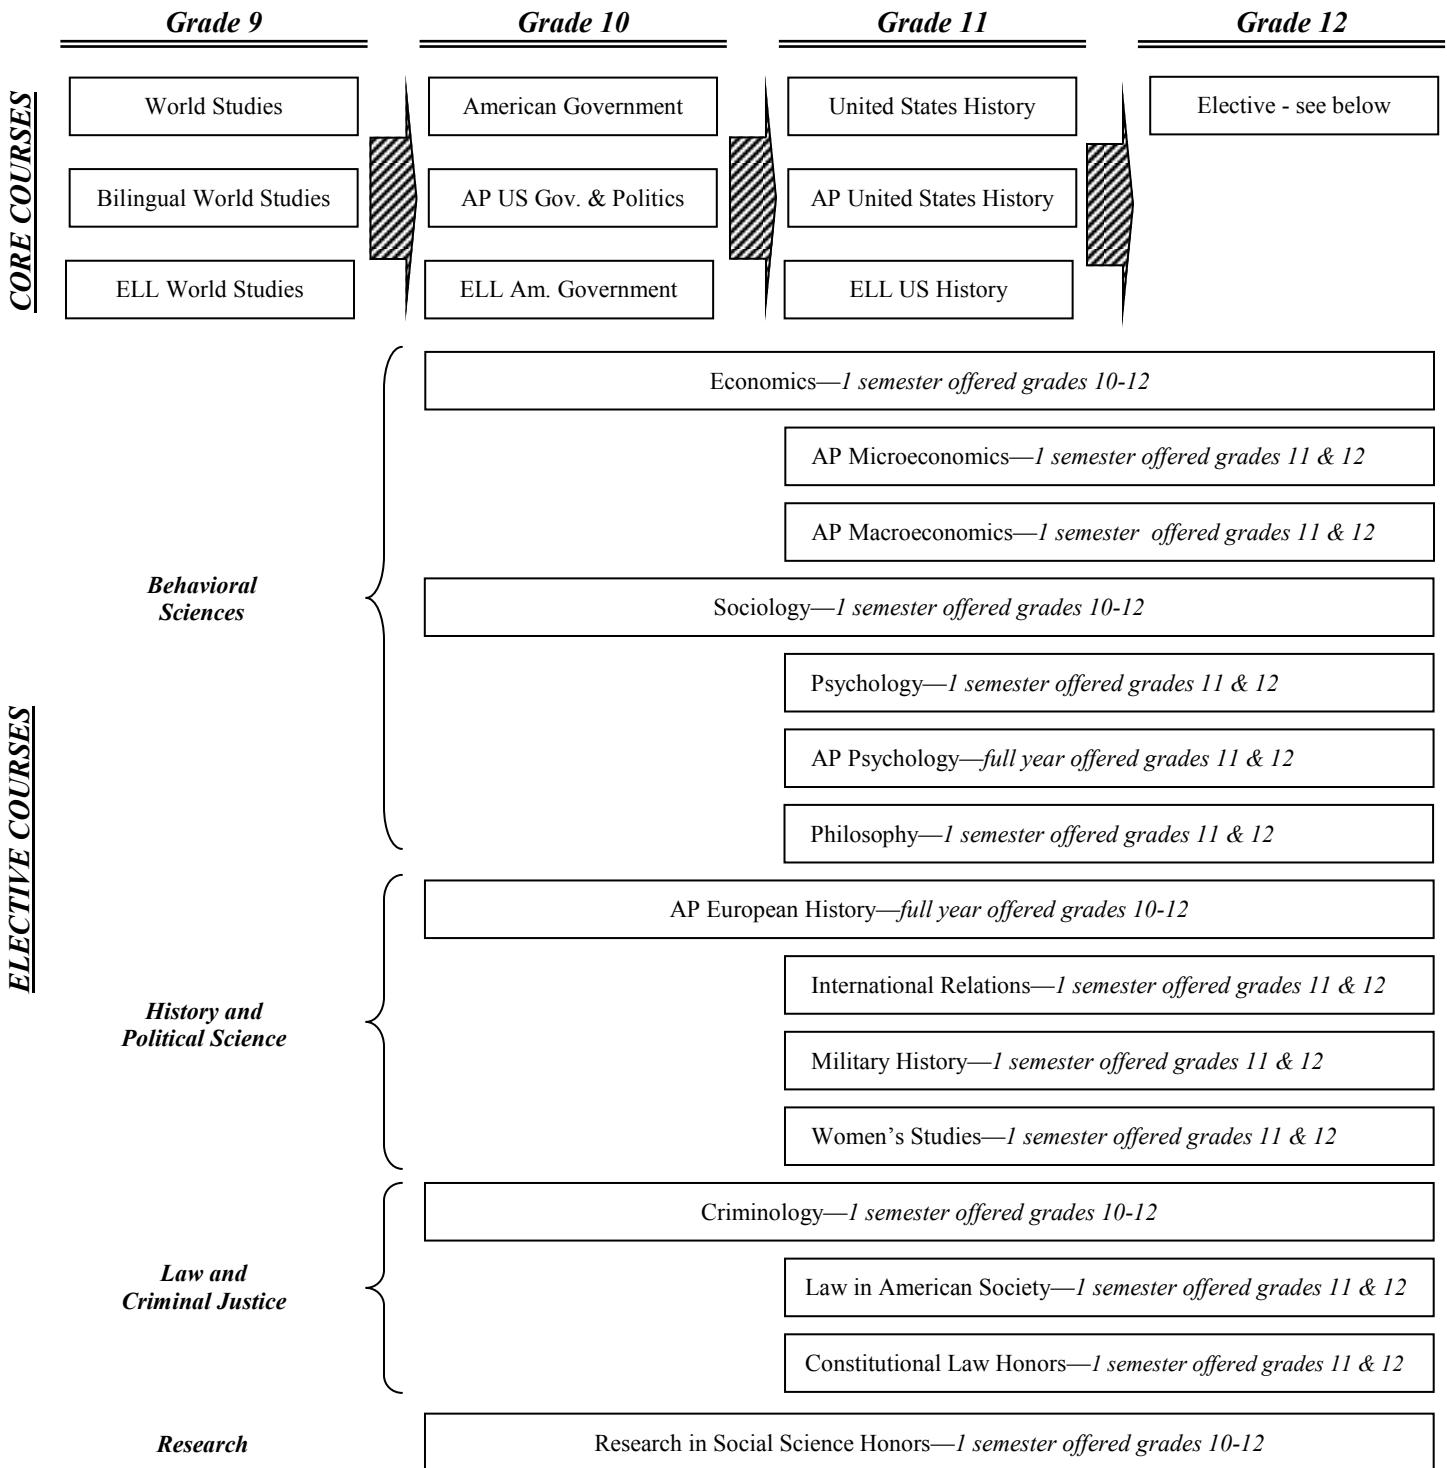 Grade 9
Grade 10
Grade 11
Grade 12
CORE COURSES
World Studies
American Government
United States History
Elective - see below
Bilingual World Studies
AP US Gov. & Politics
AP United States History
ELL World Studies
ELL Am. Government
ELL US History
ELECTIVE COURSES
Behavioral
Sciences
Economics—1 semester offered grades 10-12
AP Microeconomics—1 semester offered grades 11 & 12
AP Macroeconomics—1 semester  offered grades 11 & 12
Sociology—1 semester offered grades 10-12
Psychology—1 semester offered grades 11 & 12
AP Psychology—full year offered grades 11 & 12
Philosophy—1 semester offered grades 11 & 12
History and
Political Science
AP European History—full year offered grades 10-12
International Relations—1 semester offered grades 11 & 12
Military History—1 semester offered grades 11 & 12
Women’s Studies—1 semester offered grades 11 & 12
Law and
Criminal Justice
Criminology—1 semester offered grades 10-12
Law in American Society—1 semester offered grades 11 & 12
Constitutional Law Honors—1 semester offered grades 11 & 12
Research
Research in Social Science Honors—1 semester offered grades 10-12